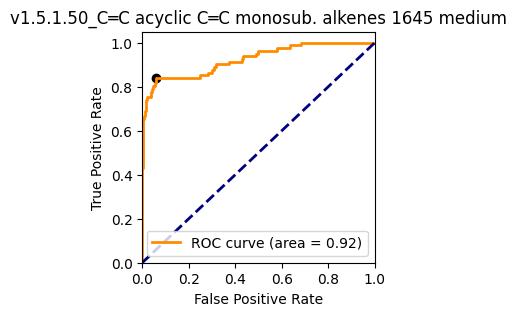 v1.5.1.50_C═C acyclic C═C monosub. alkenes 1645 medium
True Positive Rate
1.0
0.8
0.6
0.4
0.2
0.0
ROC curve (area = 0.92)
0.0 0.2 0.4 0.6 0.8 1.0
False Positive Rate